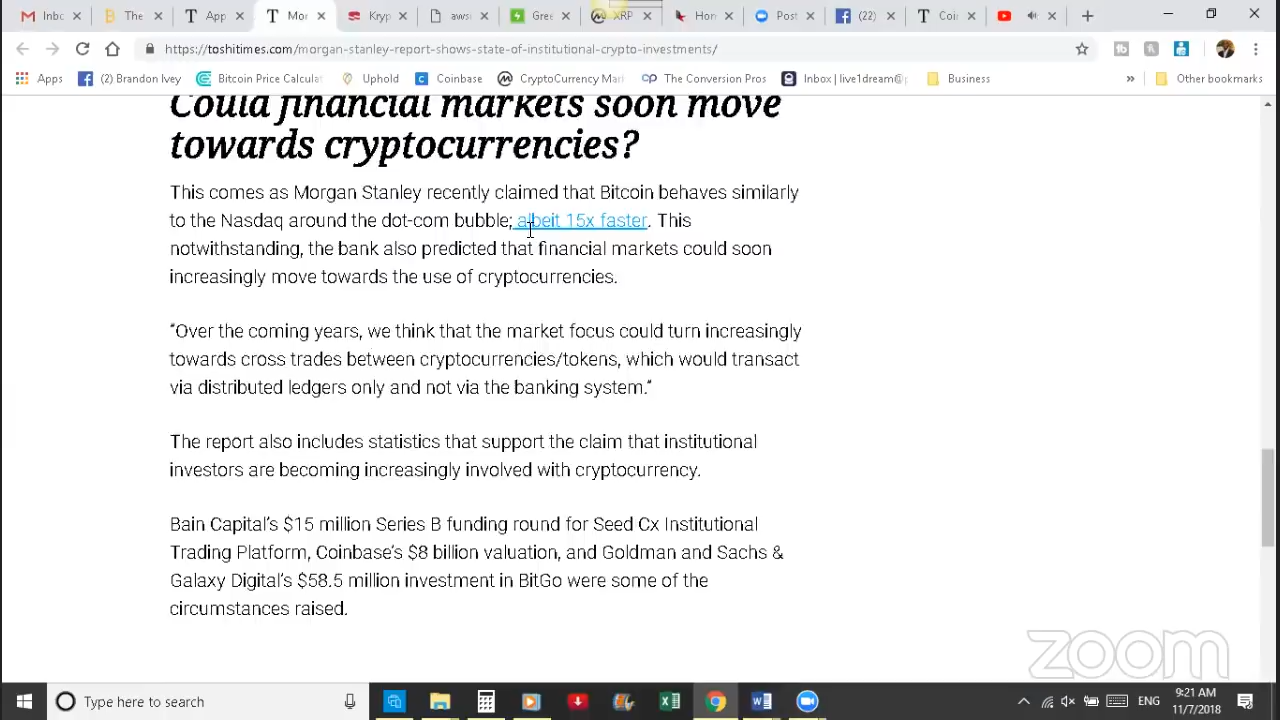 Inbc
The
App
Mor
Kryp
aws
Gree
XRP
Hon
Post
(22)
Coi
https://toshitimes.com/morgan-stanley-report-shows-state-of-institutional-crypto-investments/
Apps
(2) Brandon Ivey
Bitcoin Price Calcula
Uphold
Coinbase
CryptoCurrency Mar
The Conversion Pros
Inbox | live1dream@
Business
»
Other bookmarks
Could financial markets soon move
towards cryptocurrencies?
This comes as Morgan Stanley recently claimed that Bitcoin behaves similarly
to the Nasdaq around the dot-com bubble; albeit 15x faster. This
notwithstanding, the bank also predicted that financial markets could soon
increasingly move towards the use of cryptocurrencies.
“Over the coming years, we think that the market focus could turn increasingly
towards cross trades between cryptocurrencies/tokens, which would transact
via distributed ledgers only and not via the banking system.“
The report also includes statistics that support the claim that institutional
investors are becoming increasingly involved with cryptocurrency.
Bain Capital’s $15 million Series B funding round for Seed Cx Institutional
Trading Platform, Coinbase’s $8 billion valuation, and Goldman and Sachs &
Galaxy Digital’s $58.5 million investment in BitGo were some of the
circumstances raised.
zoom
Type here to search
ENG
9:21 AM
11/7/2018